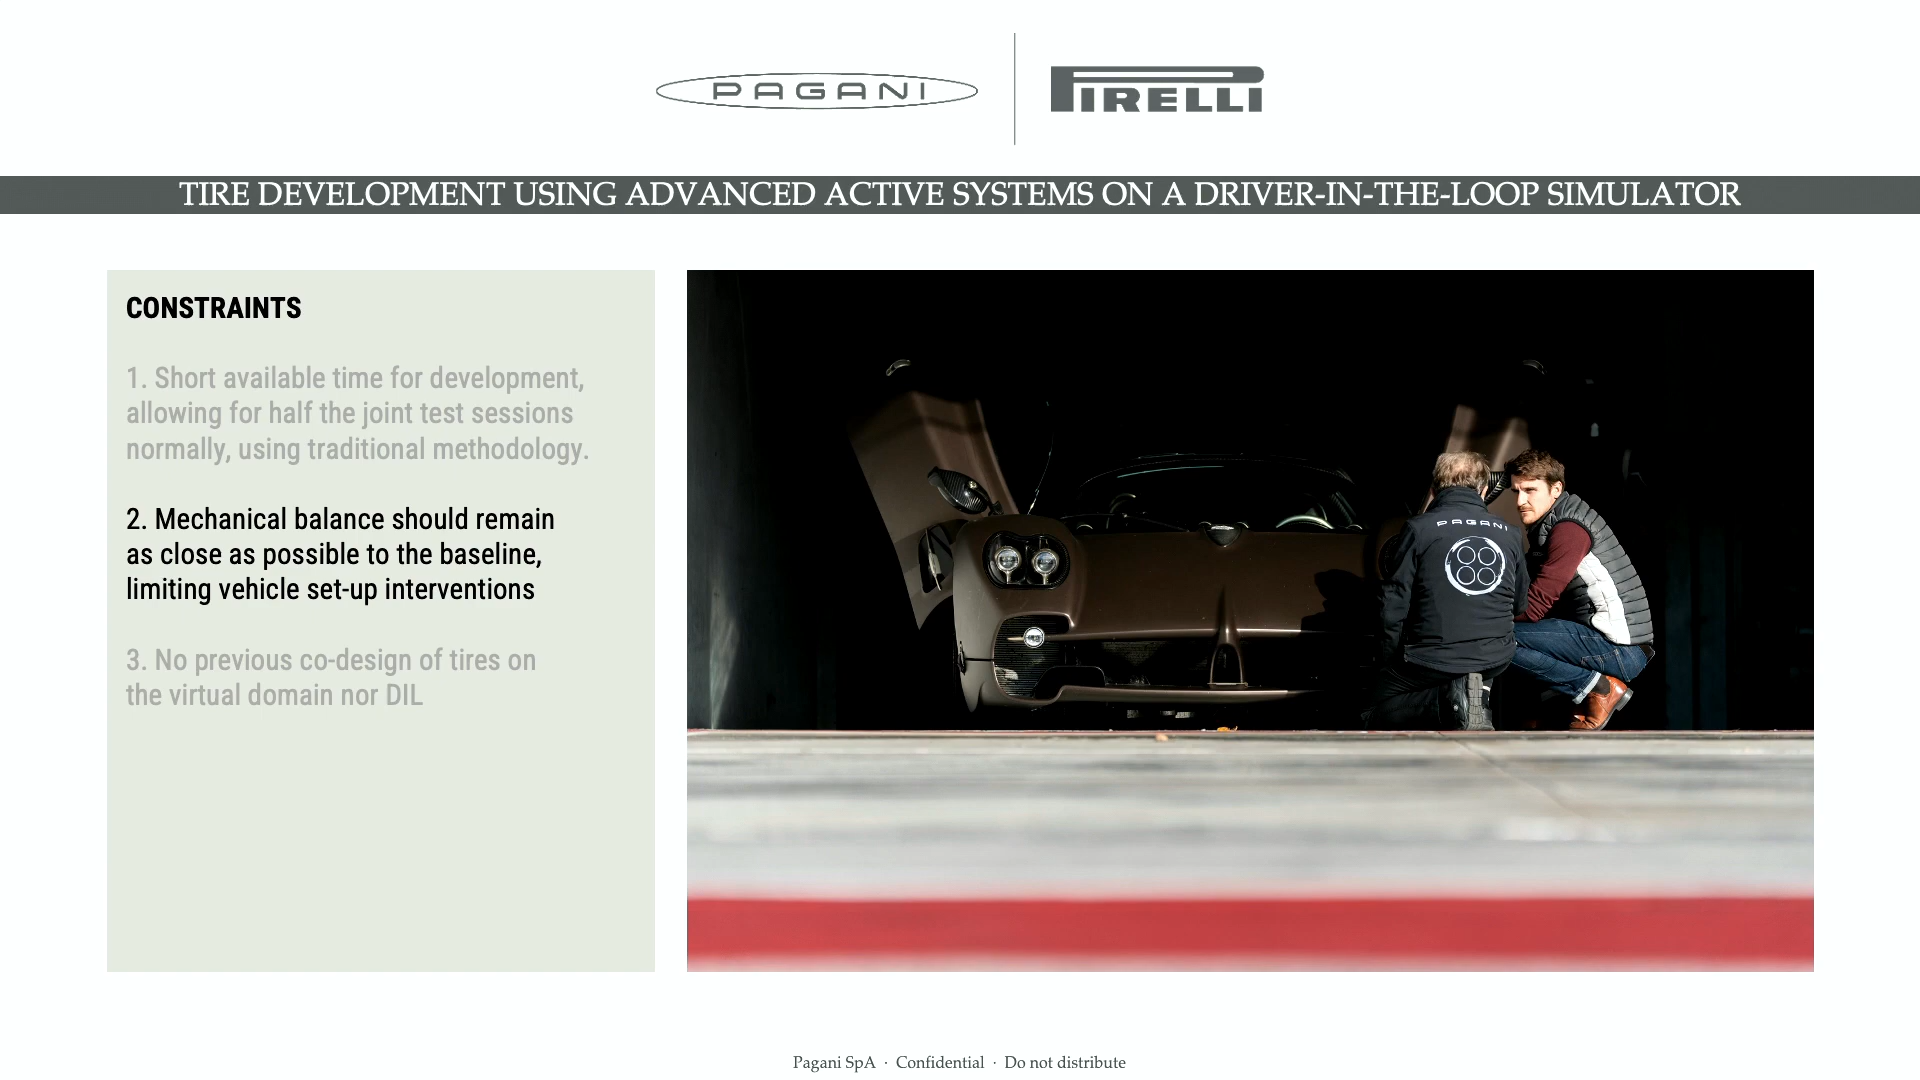 PAGANI
PIRELLI
TIRE DEVELOPMENT USING ADVANCED ACTIVE SYSTEMS ON A DRIVER-IN-THE-LOOP SIMULATOR
CONSTRAINTS
1. Short available time for development,
allowing for half the joint test sessions
normally, using traditional methodology.
2. Mechanical balance should remain
as close as possible to the baseline,
limiting vehicle set-up interventions
3. No previous co-design of tires on
the virtual domain nor DIL
PAGANI
Pagani SpA · Confidential · Do not distribute